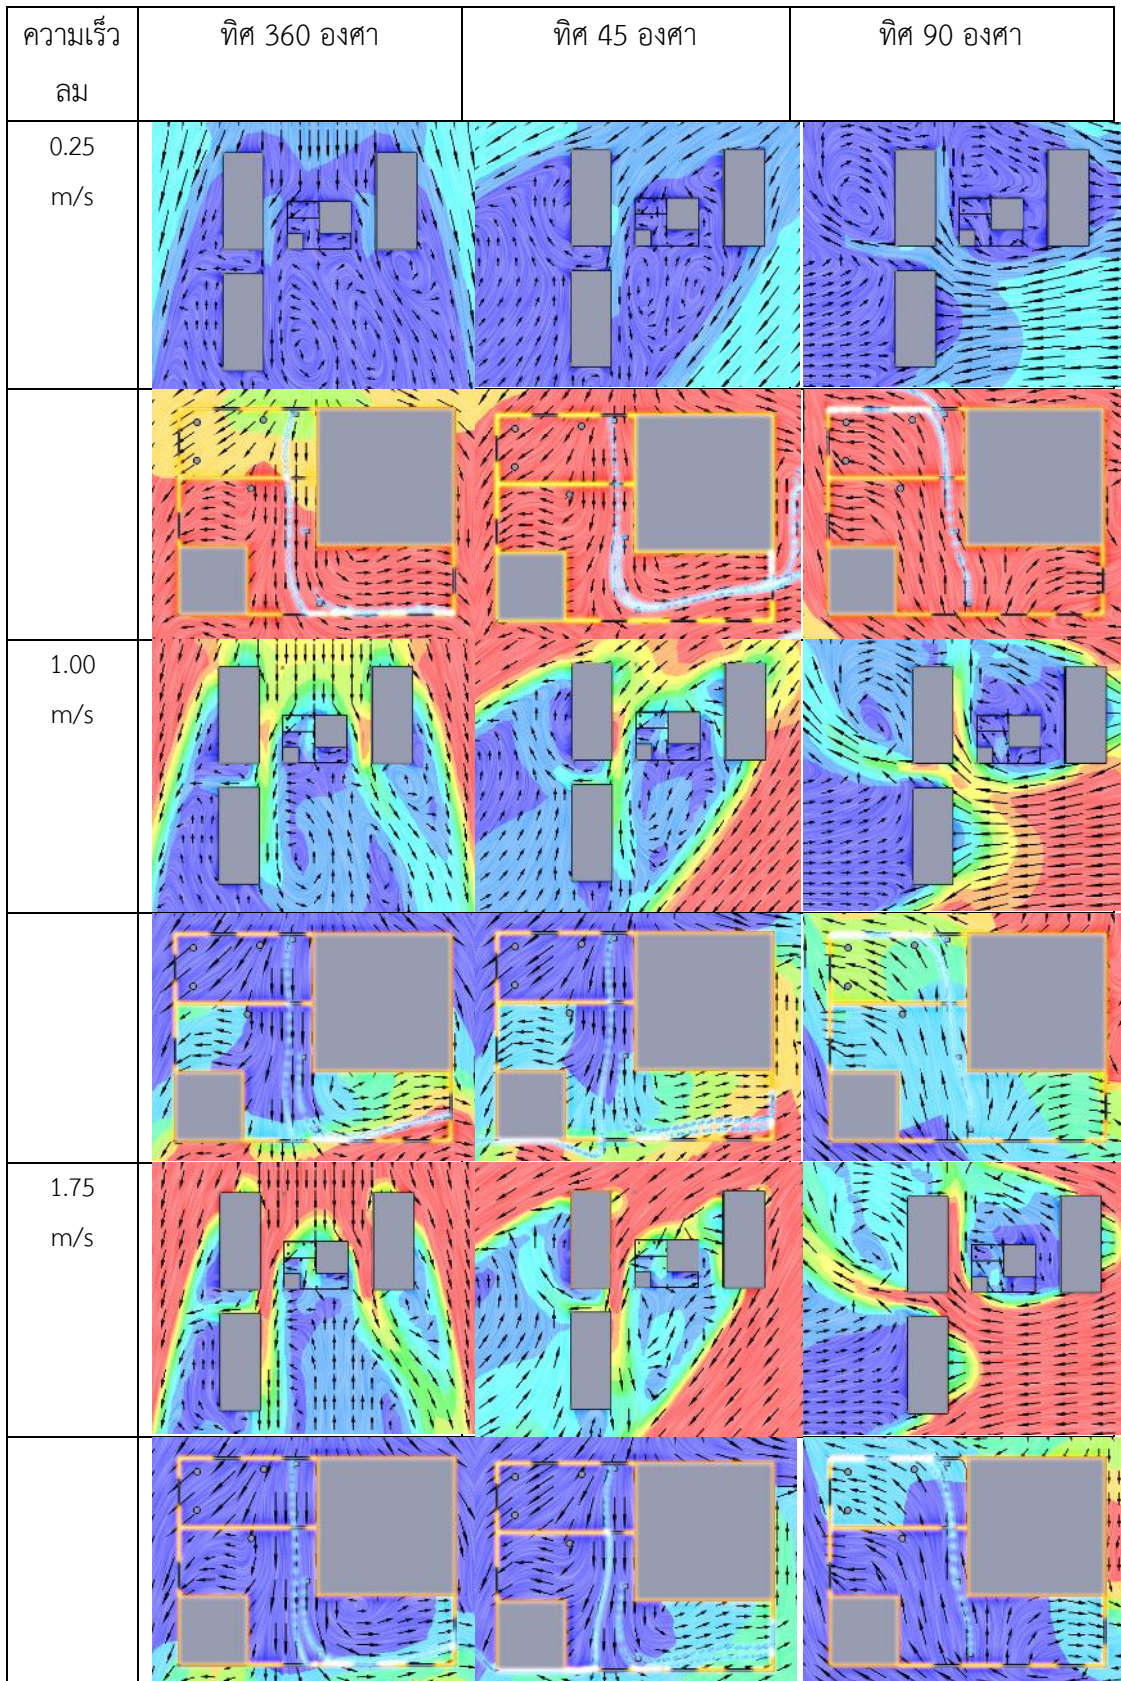 ความเร็ว
ลม
ทิศ 360 องศา
ทิศ 45 องศา
ทิศ 90 องศา
0.25
m/s
1.00
m/s
1.75
m/s